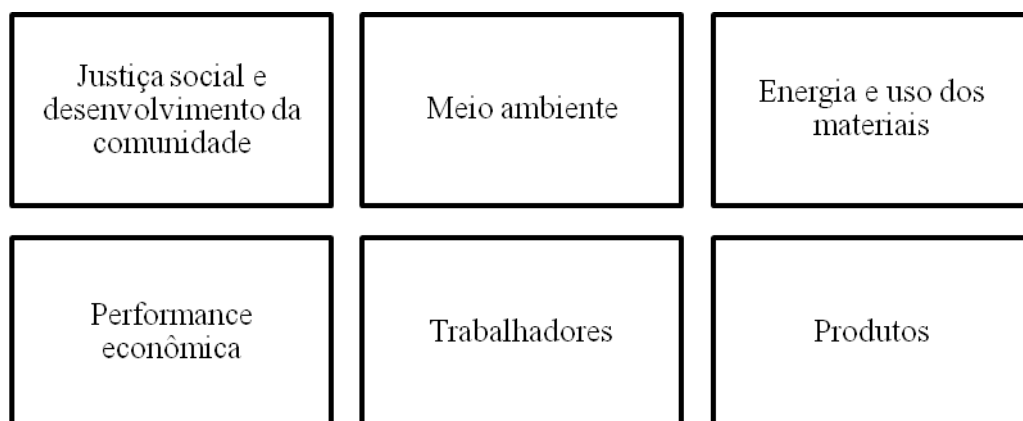 Justiça social e
desenvolvimento da
comunidade
Meio ambiente
Energia e uso dos
materiais
Performance
econômica
Trabalhadores
Produtos